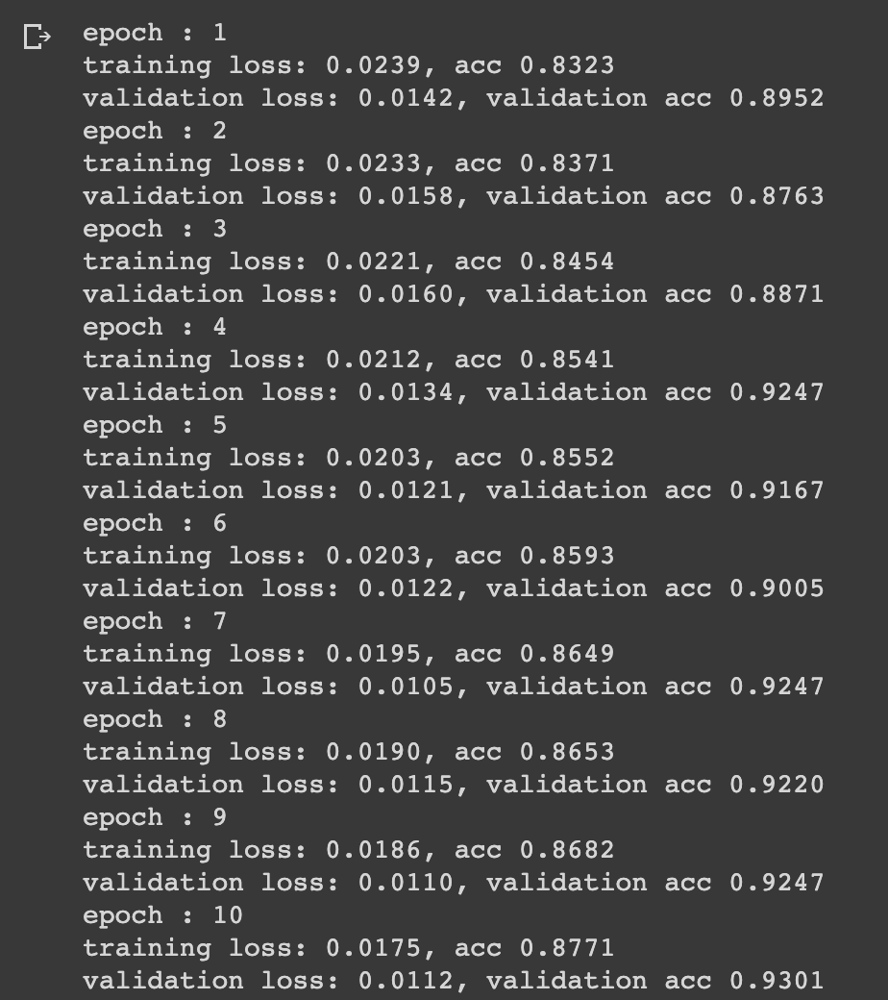 epoch : 1
training loss: 0.0239, acc 0.8323
validation loss: 0.0142, validation acc 0.8952
epoch : 2
training loss: 0.0233, acc 0.8371
validation loss: 0.0158, validation acc 0.8763
epoch : 3
training loss: 0.0221, acc 0.8454
validation loss: 0.0160, validation acc 0.8871
epoch : 4
training loss: 0.0212, acc 0.8541
validation loss: 0.0134, validation acc 0.9247
epoch : 5
training loss: 0.0203, acc 0.8552
validation loss: 0.0121, validation acc 0.9167
epoch : 6
training loss: 0.0203, acc 0.8593
validation loss: 0.0122, validation acc 0.9005
epoch : 7
training loss: 0.0195, acc 0.8649
validation loss: 0.0105, validation acc 0.9247
epoch : 8
training loss: 0.0190, acc 0.8653
validation loss: 0.0115, validation acc 0.9220
epoch : 9
training loss: 0.0186, acc 0.8682
validation loss: 0.0110, validation acc 0.9247
epoch : 10
training loss: 0.0175, acc 0.8771
validation loss: 0.0112, validation acc 0.9301